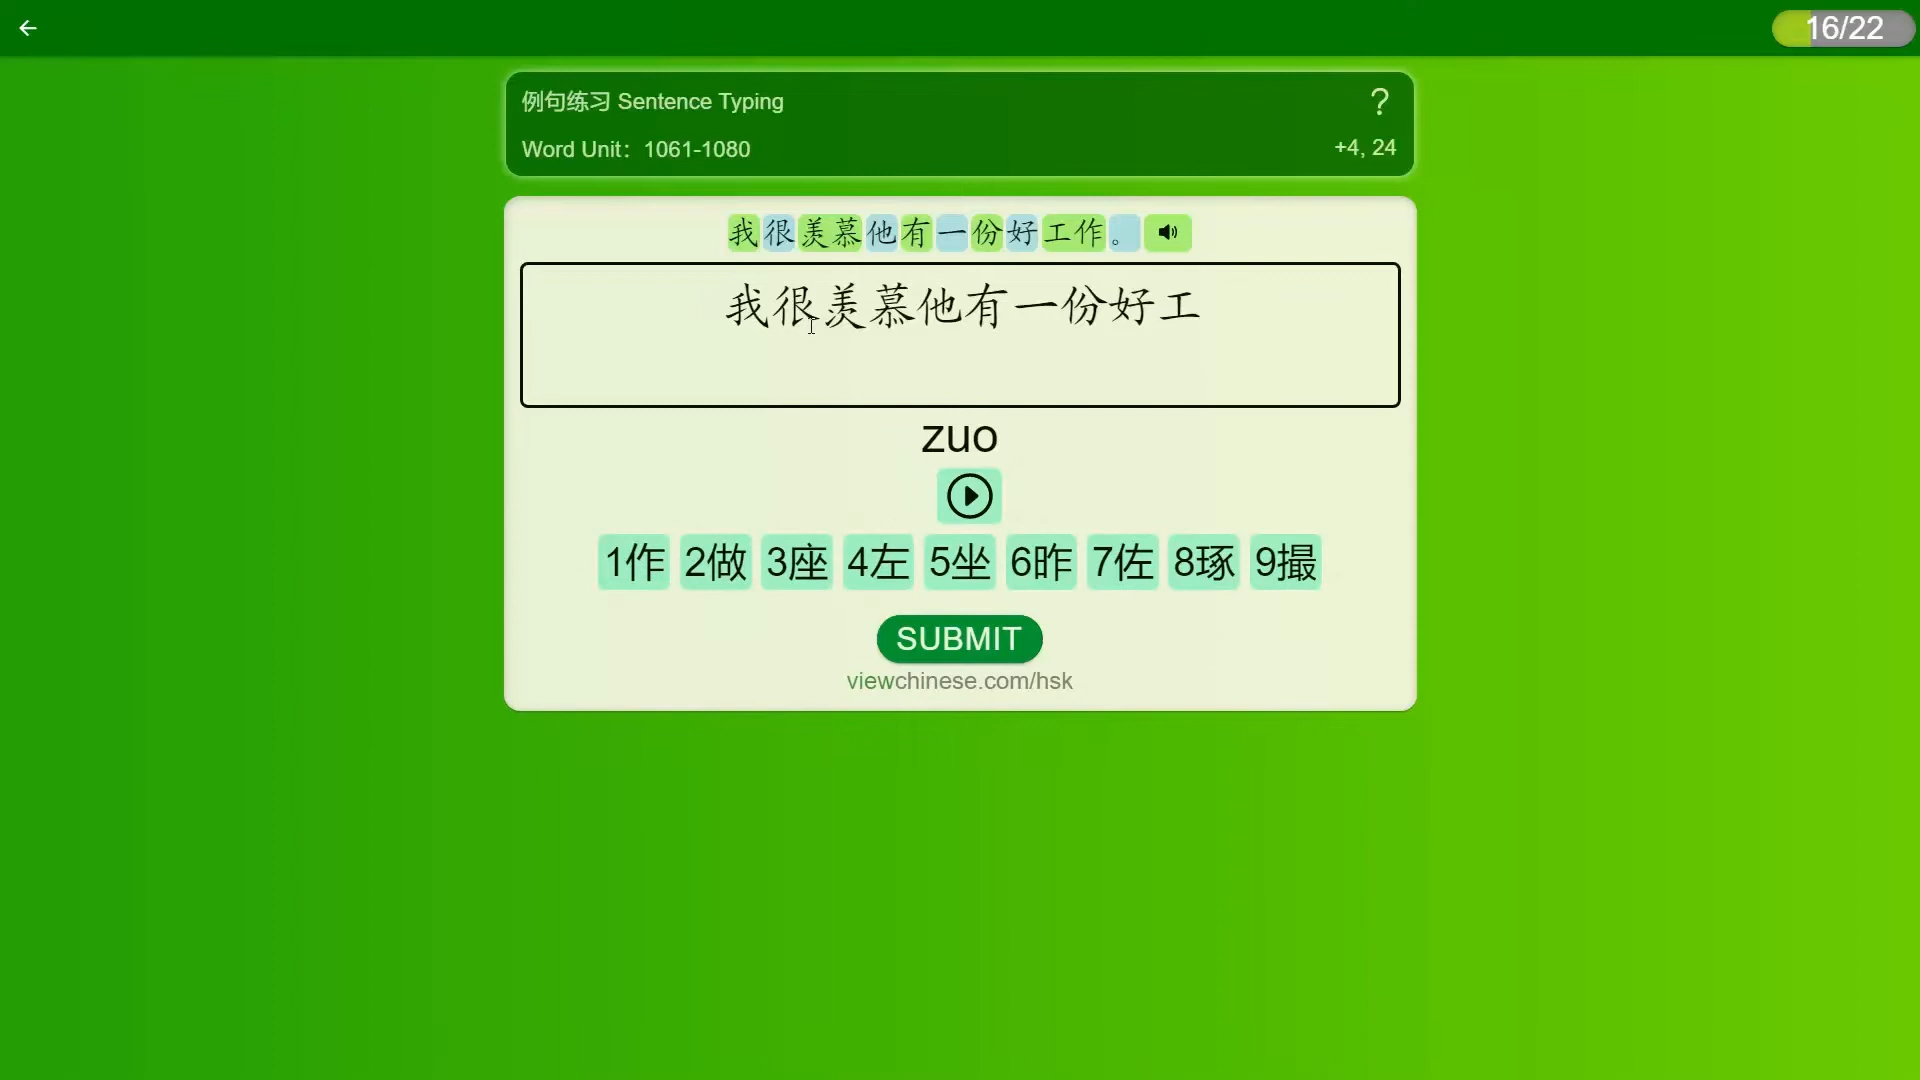 16/22
例句练习 Sentence Typing
?
Word Unit：1061-1080
+4, 24
我很羡慕他有一份好工作。
我很羡慕他有一份好工
zuo
1作 2做 3座 4左 5坐 6昨 7佐 8琢 9撮
SUBMIT
viewchinese.com/hsk